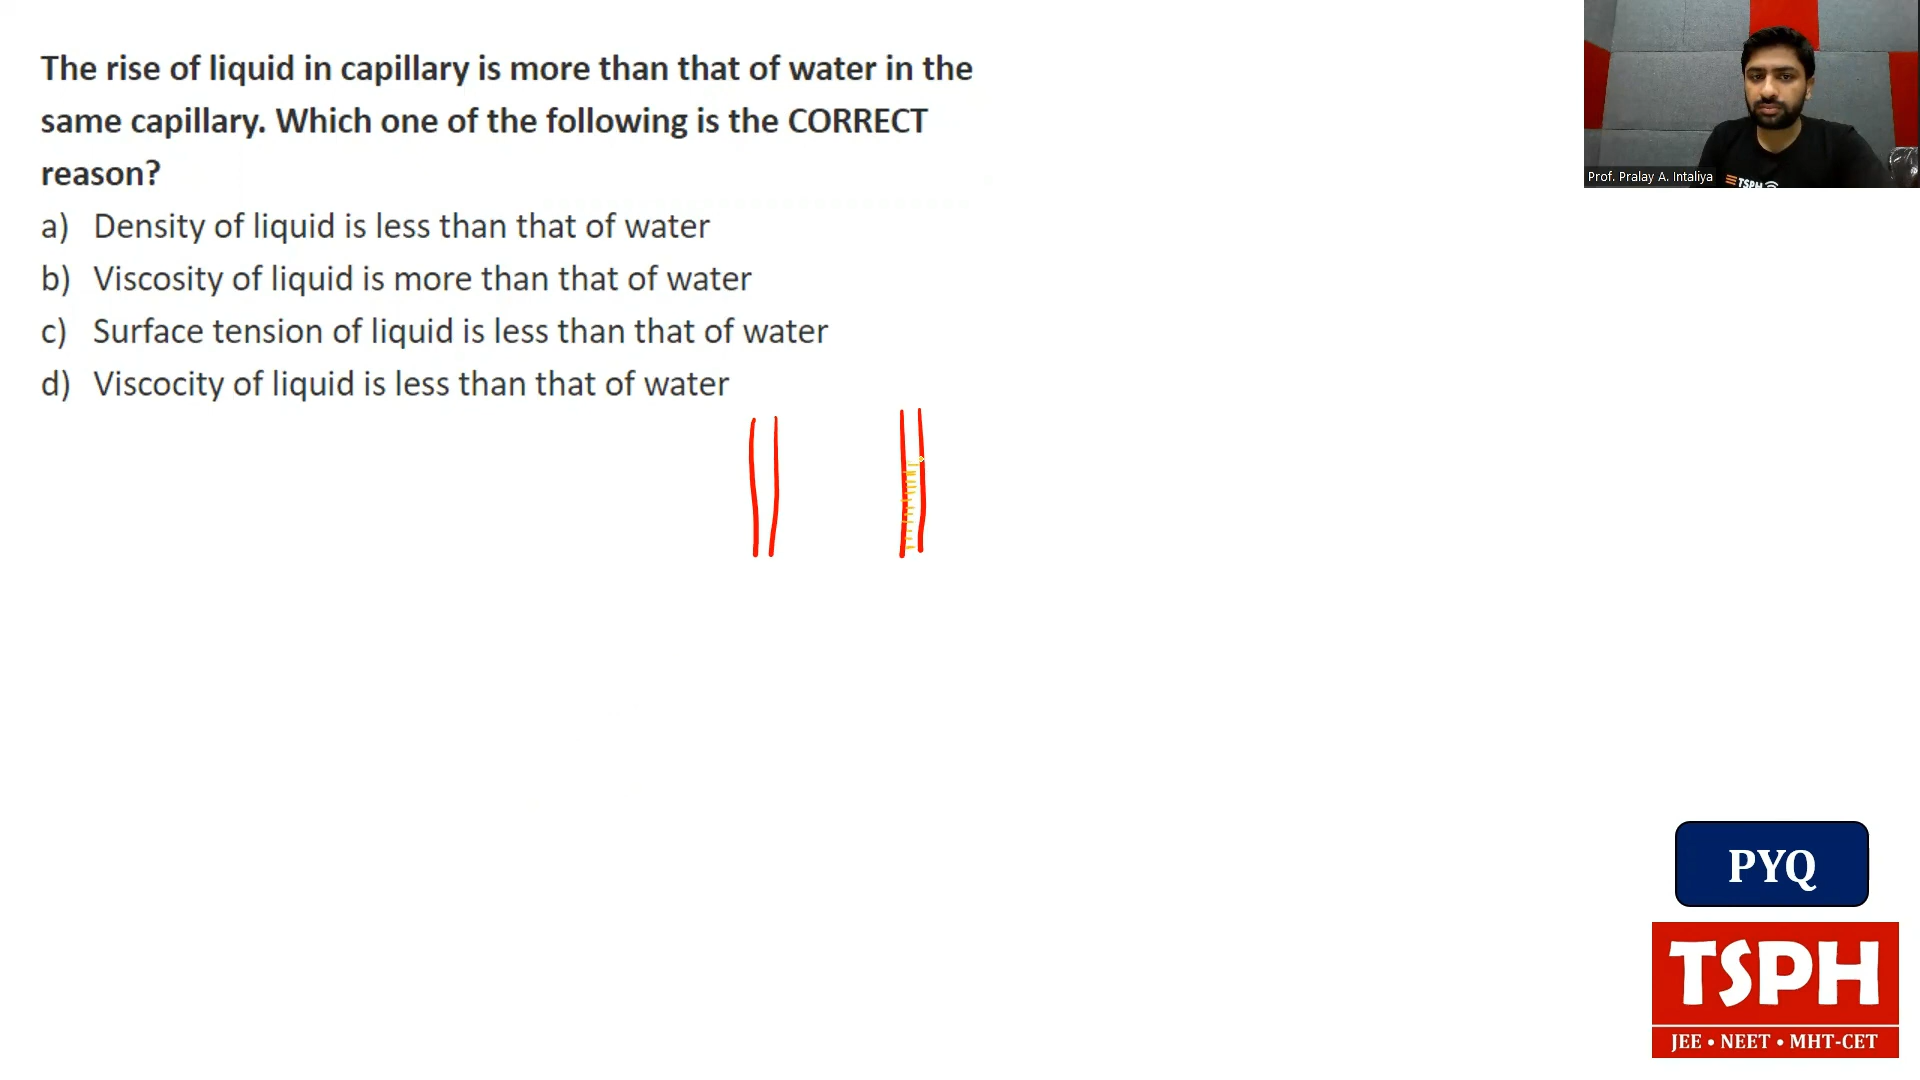 The rise of liquid in capillary is more than that of water in the
same capillary. Which one of the following is the CORRECT
reason?
a) Density of liquid is less than that of water
b) Viscosity of liquid is more than that of water
c) Surface tension of liquid is less than that of water
d) Viscocity of liquid is less than that of water
Prof. Pralay A. Intaliya
TSPH
PYQ
TSPH
JEE • NEET • MHT-CET